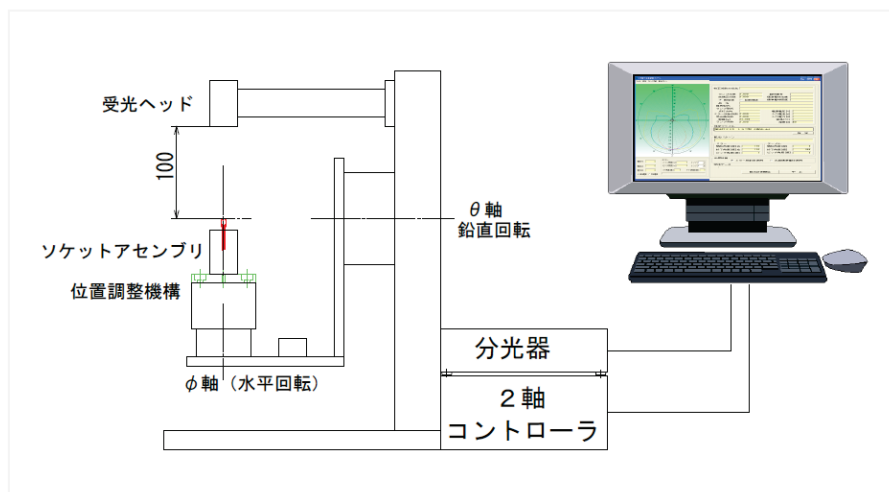 受光ヘッド
100
θ軸
鉛直回転
ソケットアセンブリ
位置調整機構
φ軸（水平回転）
分光器
２軸
コントローラ